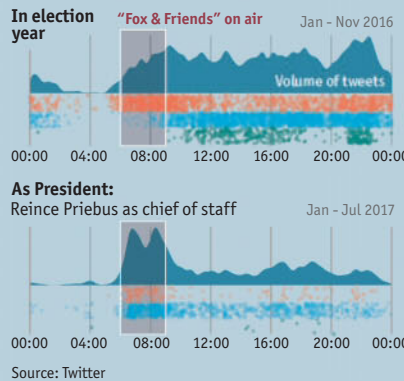 In election
year
“Fox & Friends” on air
Jan - Nov 2016
Volume of tweets
00:00 04:00 08:00 12:00 16:00 20:00 00:00
As President:
Reince Priebus as chief of staff
Jan - Jul 2017
00:00 04:00 08:00 12:00 16:00 20:00 00:00
Source: Twitter